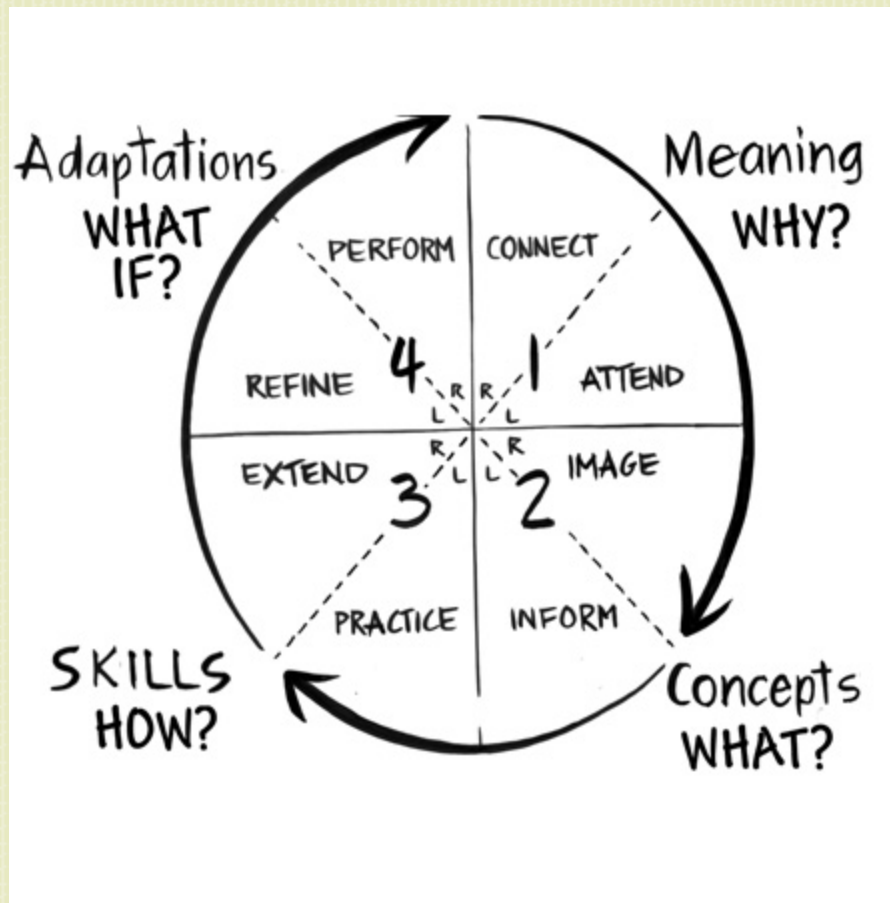 Adaptations
WHAT
IF?
Meaning
WHY?
PERFORM
CONNECT
REFINE
4
1
ATTEND
R
R
L
L
R
R
L
L
EXTEND
3
2
IMAGE
PRACTICE
INFORM
SKILLS
HOW?
Concepts
WHAT?